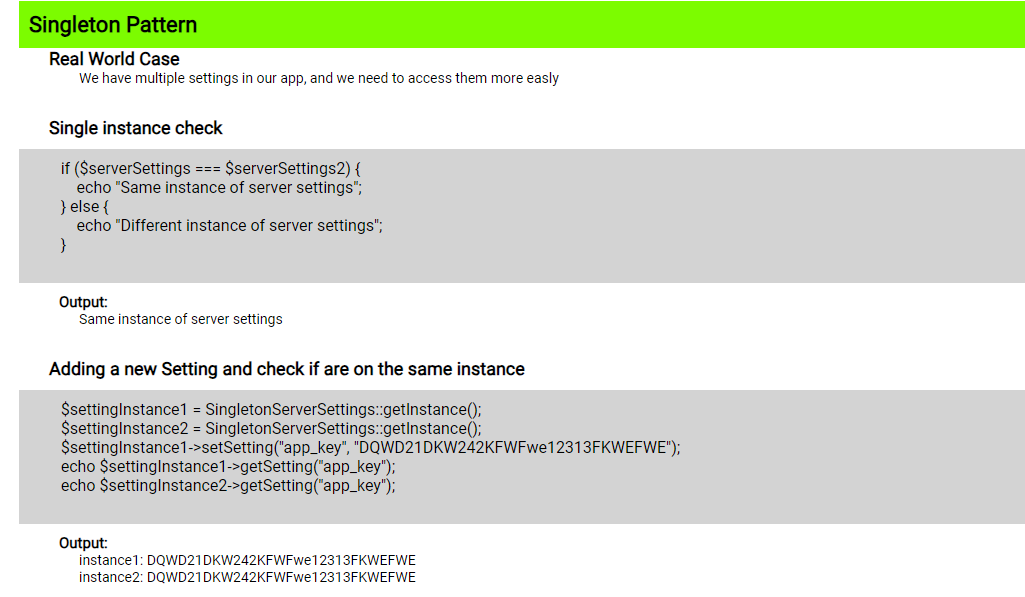 Singleton Pattern
Real World Case
We have multiple settings in our app, and we need to access them more easly
Single instance check
if ($serverSettings === $serverSettings2) {
echo "Same instance of server settings";
} else {
echo "Different instance of server settings";
}
Output:
Same instance of server settings
Adding a new Setting and check if are on the same instance
$settingInstance1 = SingletonServerSettings::getInstance();
$settingInstance2 = SingletonServerSettings::getInstance();
$settingInstance1->setSetting("app_key", "DQWD21DKW242KFWFwe12313FKWEFWE");
echo $settingInstance1->getSetting("app_key");
echo $settingInstance2->getSetting("app_key");
Output:
instance1: DQWD21DKW242KFWFwe12313FKWEFWE
instance2: DQWD21DKW242KFWFwe12313FKWEFWE